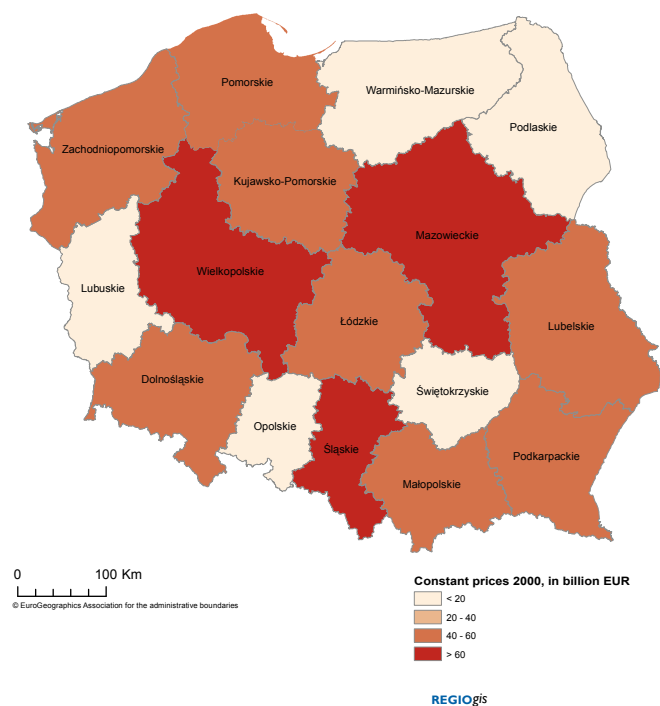 Pomorskie
Warmińsko-Mazurskie
Podlaskie
Zachodniopomorskie
Kujawsko-Pomorskie
Mazowieckie
Wielkopolskie
Lubuskie
Łódzkie
Lubelskie
Dolnośląskie
Świętokrzyskie
Opolskie
Śląskie
Podkarpackie
Małopolskie
0 100 Km
© EuroGeographics Association for the administrative boundaries
Constant prices 2000, in billion EUR
< 20
20 - 40
40 - 60
> 60
REGIOgis